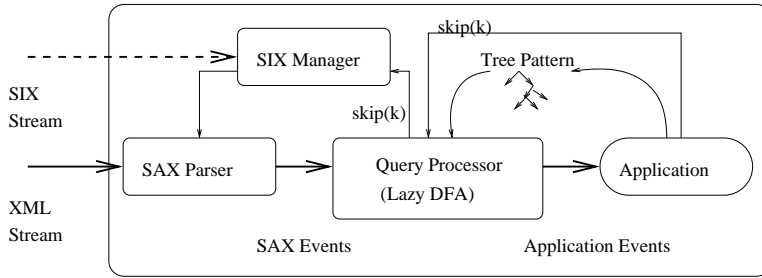 skip(k)
SIX Manager
Tree Pattern
SIX
Stream
skip(k)
SAX Parser
Query Processor
(Lazy DFA)
Application
XML
Stream
SAX Events
Application Events